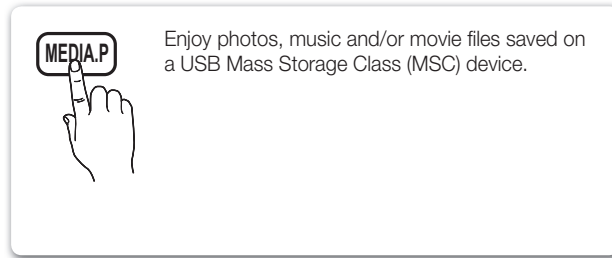 MEDIA.P
Enjoy photos, music and/or movie files saved on
a USB Mass Storage Class (MSC) device.